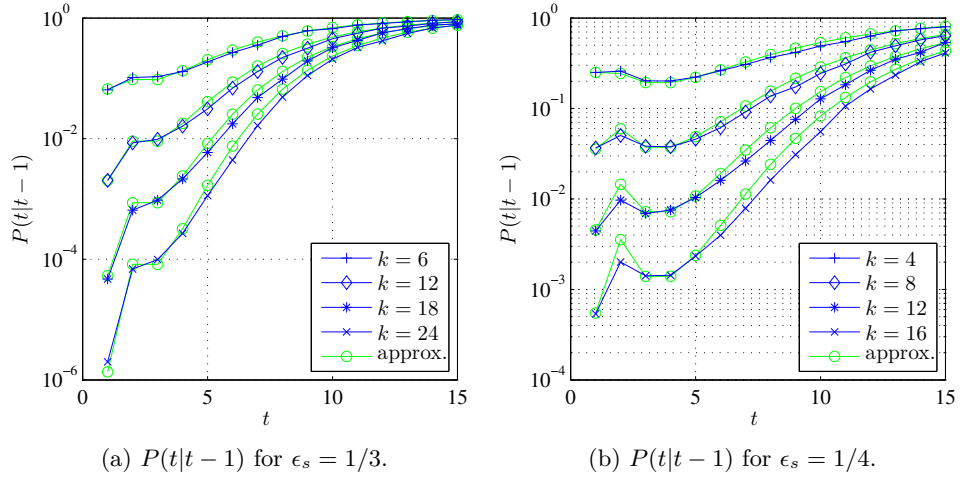 10^0
10^{-2}
10^{-4}
10^{-6}
P(t|t − 1)
0
5
10
15
t
k = 6
k = 12
k = 18
k = 24
approx.
(a) P(t|t − 1) for ϵ_s = 1/3.
10^0
10^{-1}
10^{-2}
10^{-3}
10^{-4}
P(t|t − 1)
0
5
10
15
t
k = 4
k = 8
k = 12
k = 16
approx.
(b) P(t|t − 1) for ϵ_s = 1/4.